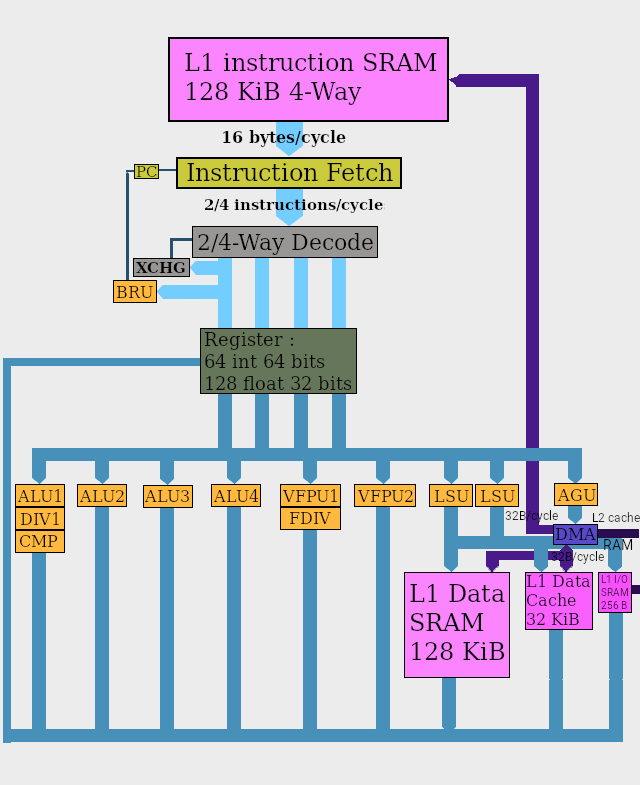 L1 instruction SRAM
128 KiB 4-Way
16 bytes/cycle
PC
Instruction Fetch
2/4 instructions/cycle
2/4-Way Decode
XCHG
BRU
Register :
64 int 64 bits
128 float 32 bits
ALU1
ALU2
ALU3
ALU4
VFPU1
VFPU2
LSU
LSU
AGU
DIV1
FDIV
CMP
32B/cycle
L2 cache
DMA
RAM
32B/cycle
L1 Data
SRAM
128 KiB
L1 Data
Cache
32 KiB
L1 I/O
SRAM
256 B